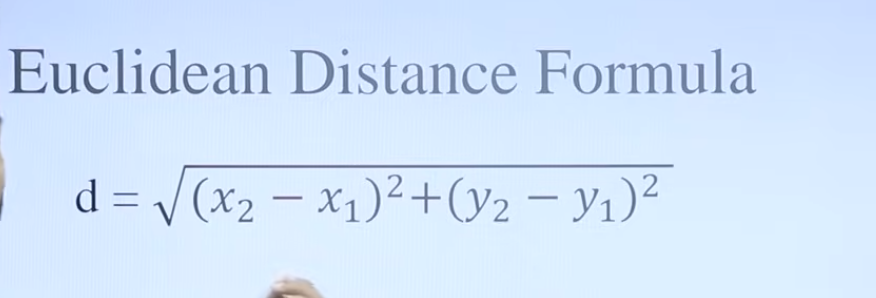 Euclidean Distance Formula
d = √(x₂ − x₁)²+(y₂ − y₁)²